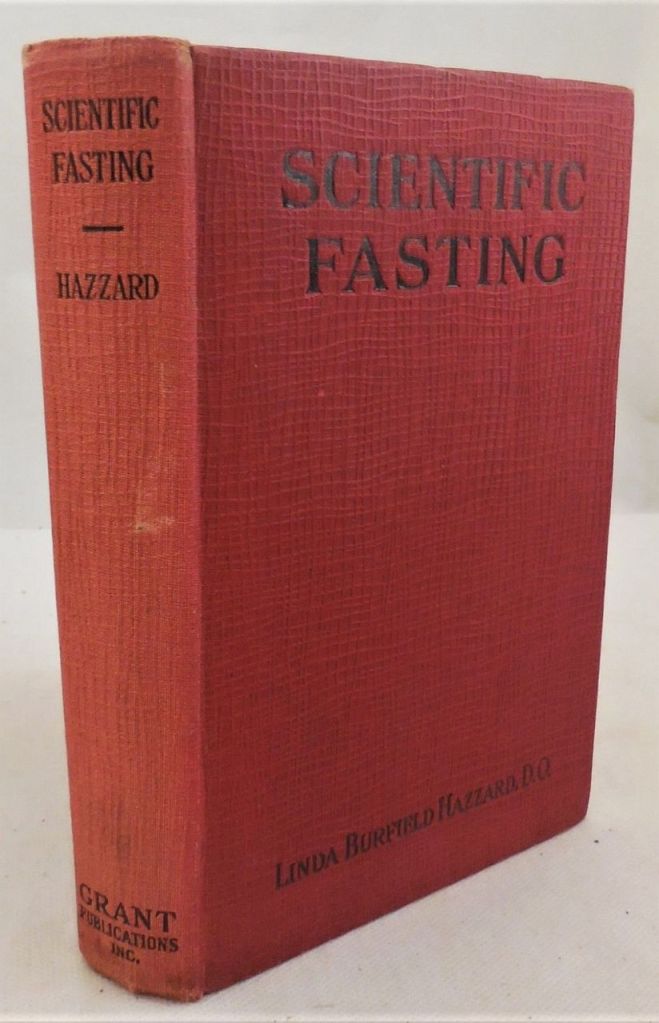 SCIENTIFIC
FASTING
HAZZARD
GRANT
PUBLICATIONS
INC.
SCIENTIFIC
FASTING
LINDA BURFIELD HAZZARD, D.O.